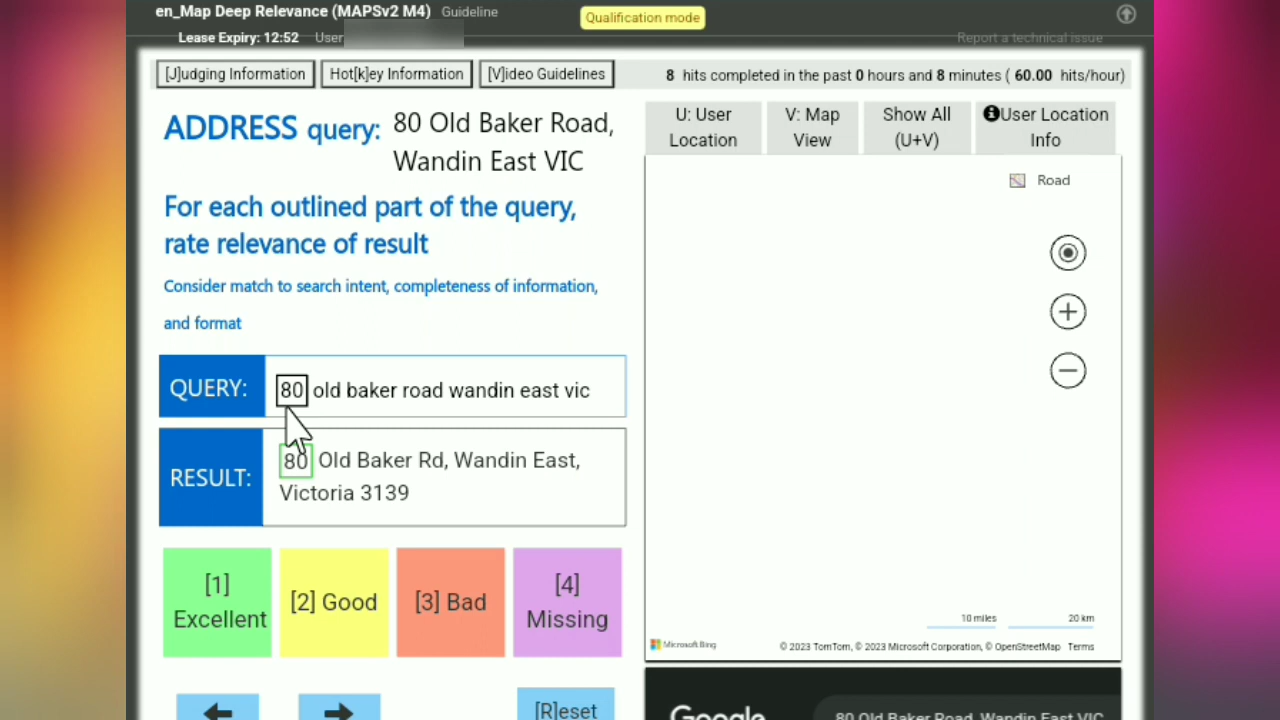 en_Map Deep Relevance (MAPSv2 M4) Guideline
Qualification mode
Lease Expiry: 12:52 User
Report a technical issue
[J]udging Information
Hot[k]ey Information
[V]ideo Guidelines
8 hits completed in the past 0 hours and 8 minutes ( 60.00 hits/hour)
ADDRESS query: 80 Old Baker Road,
Wandin East VIC
For each outlined part of the query,
rate relevance of result
Consider match to search intent, completeness of information,
and format
QUERY: 80 old baker road wandin east vic
RESULT: 80 Old Baker Rd, Wandin East,
Victoria 3139
[1]
Excellent
[2] Good
[3] Bad
[4]
Missing
[R]eset
U: User
Location
V: Map
View
Show All
(U+V)
User Location
Info
Road
10 miles
20 km
Microsoft Bing
© 2023 TomTom, © 2023 Microsoft Corporation, © OpenStreetMap Terms
Google
80 Old Baker Road, Wandin East VIC